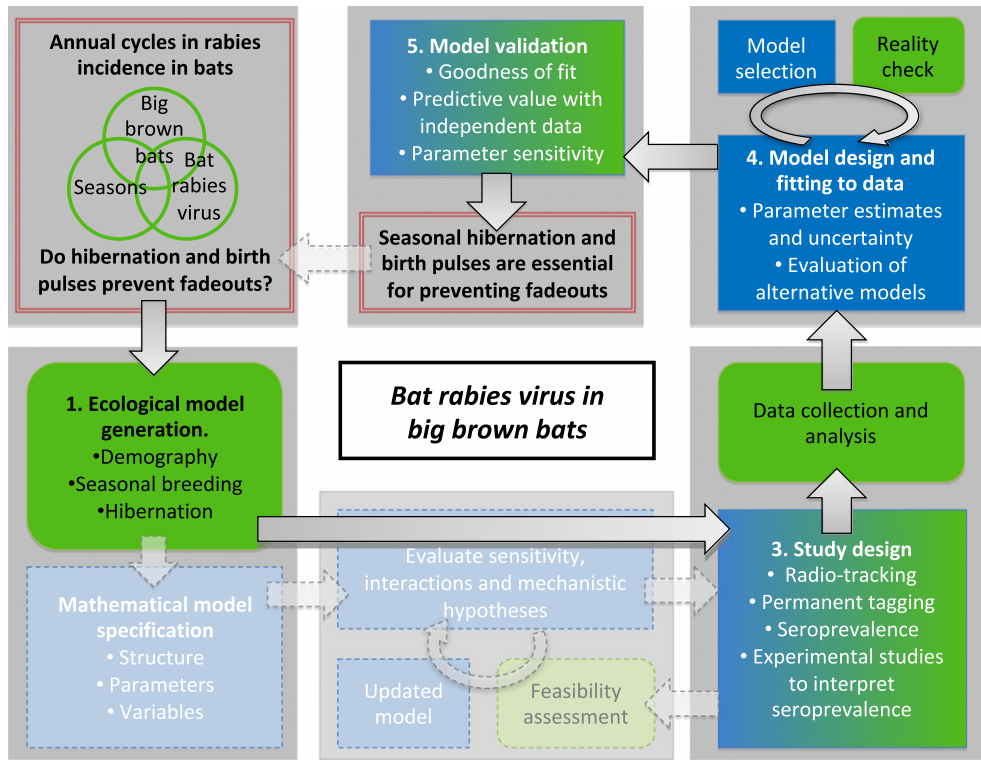 Annual cycles in rabies
incidence in bats
Big
brown
bats
Seasons
Bat
rabies
virus
Do hibernation and birth
pulses prevent fadeouts?
1. Ecological model
generation.
•Demography
•Seasonal breeding
•Hibernation
Mathematical model
specification
• Structure
• Parameters
• Variables
Evaluate sensitivity,
interactions and mechanistic
hypotheses
Updated
model
Feasibility
assessment
3. Study design
• Radio-tracking
• Permanent tagging
• Seroprevalence
• Experimental studies
to interpret
seroprevalence
Data collection and
analysis
Model
selection
Reality
check
4. Model design and
fitting to data
• Parameter estimates
and uncertainty
• Evaluation of
alternative models
5. Model validation
• Goodness of fit
• Predictive value with
independent data
• Parameter sensitivity
Seasonal hibernation and
birth pulses are essential
for preventing fadeouts
Bat rabies virus in
big brown bats